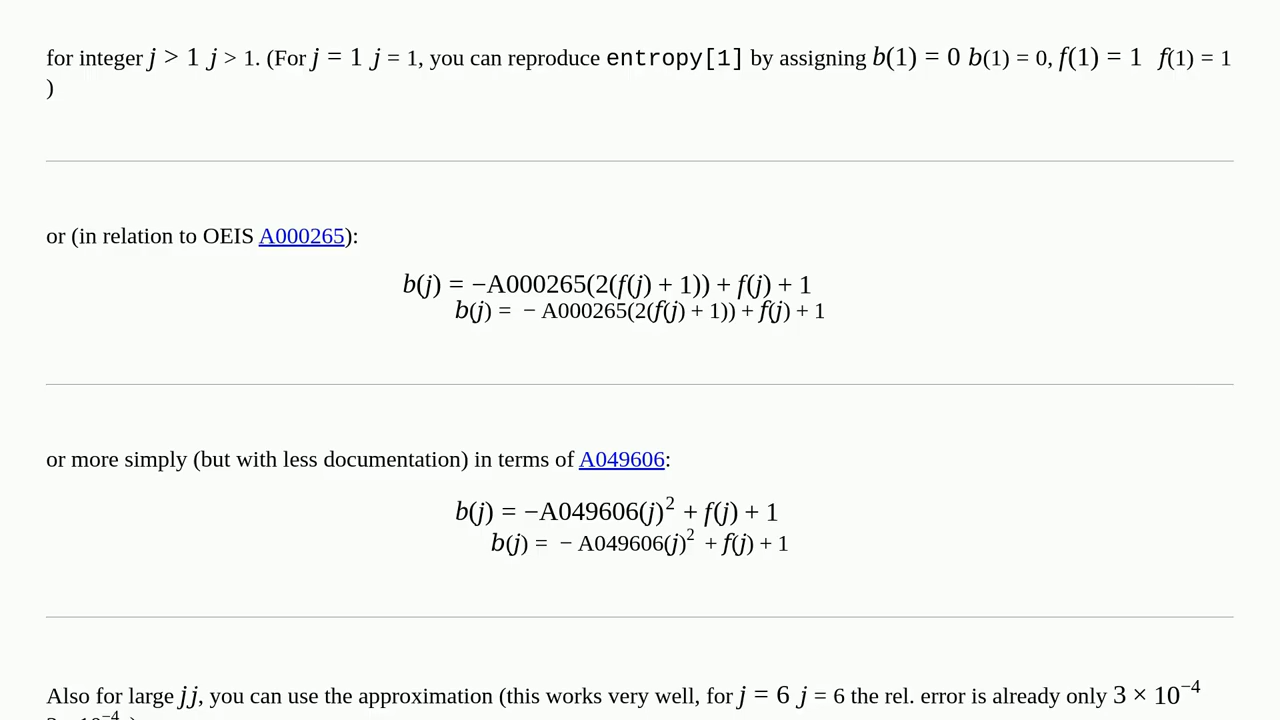 for integer j > 1 j > 1. (For j = 1 j = 1, you can reproduce entropy[1] by assigning b(1) = 0 b(1) = 0, f(1) = 1 f(1) = 1
)
or (in relation to OEIS A000265):
b(j) = −A000265(2(f(j) + 1)) + f(j) + 1
b(j) = − A000265(2(f(j) + 1)) + f(j) + 1
or more simply (but with less documentation) in terms of A049606:
b(j) = −A049606(j)² + f(j) + 1
b(j) = − A049606(j)² + f(j) + 1
Also for large jj, you can use the approximation (this works very well, for j = 6 j = 6 the rel. error is already only 3 × 10⁻⁴